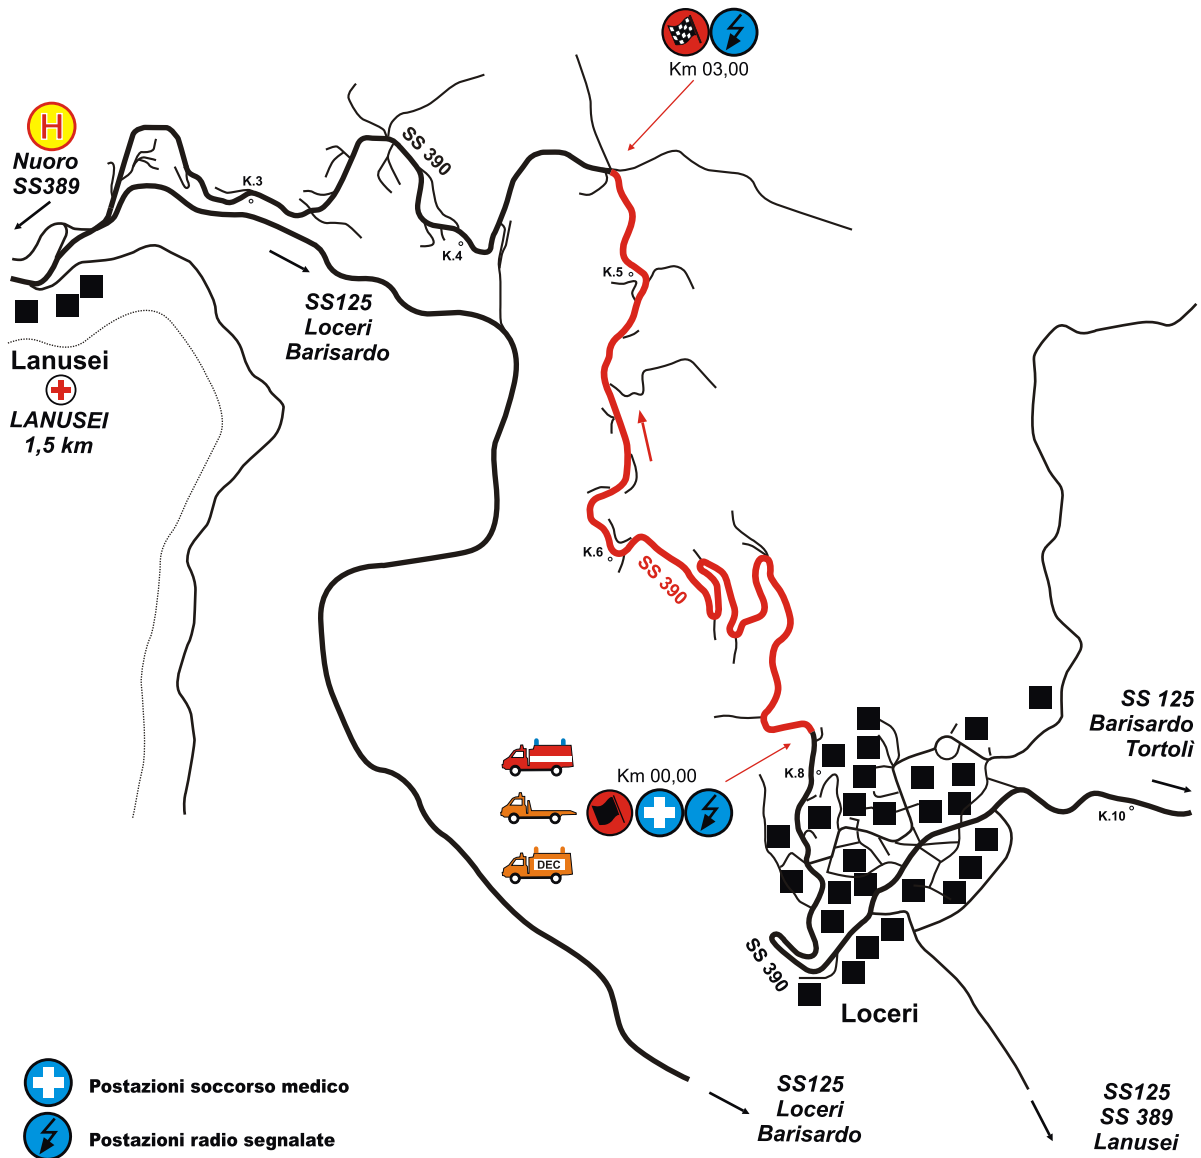 Km 03,00
H
Nuoro
SS389
SS 390
K.3
K.4
K.5
SS125
Loceri
Barisardo
Lanusei
LANUSEI
1,5 km
K.6
SS 390
SS 125
Barisardo
Tortolì
Km 00,00
K.8
K.10
DEC
SS 390
Loceri
Postazioni soccorso medico
Postazioni radio segnalate
SS125
Loceri
Barisardo
SS125
SS 389
Lanusei